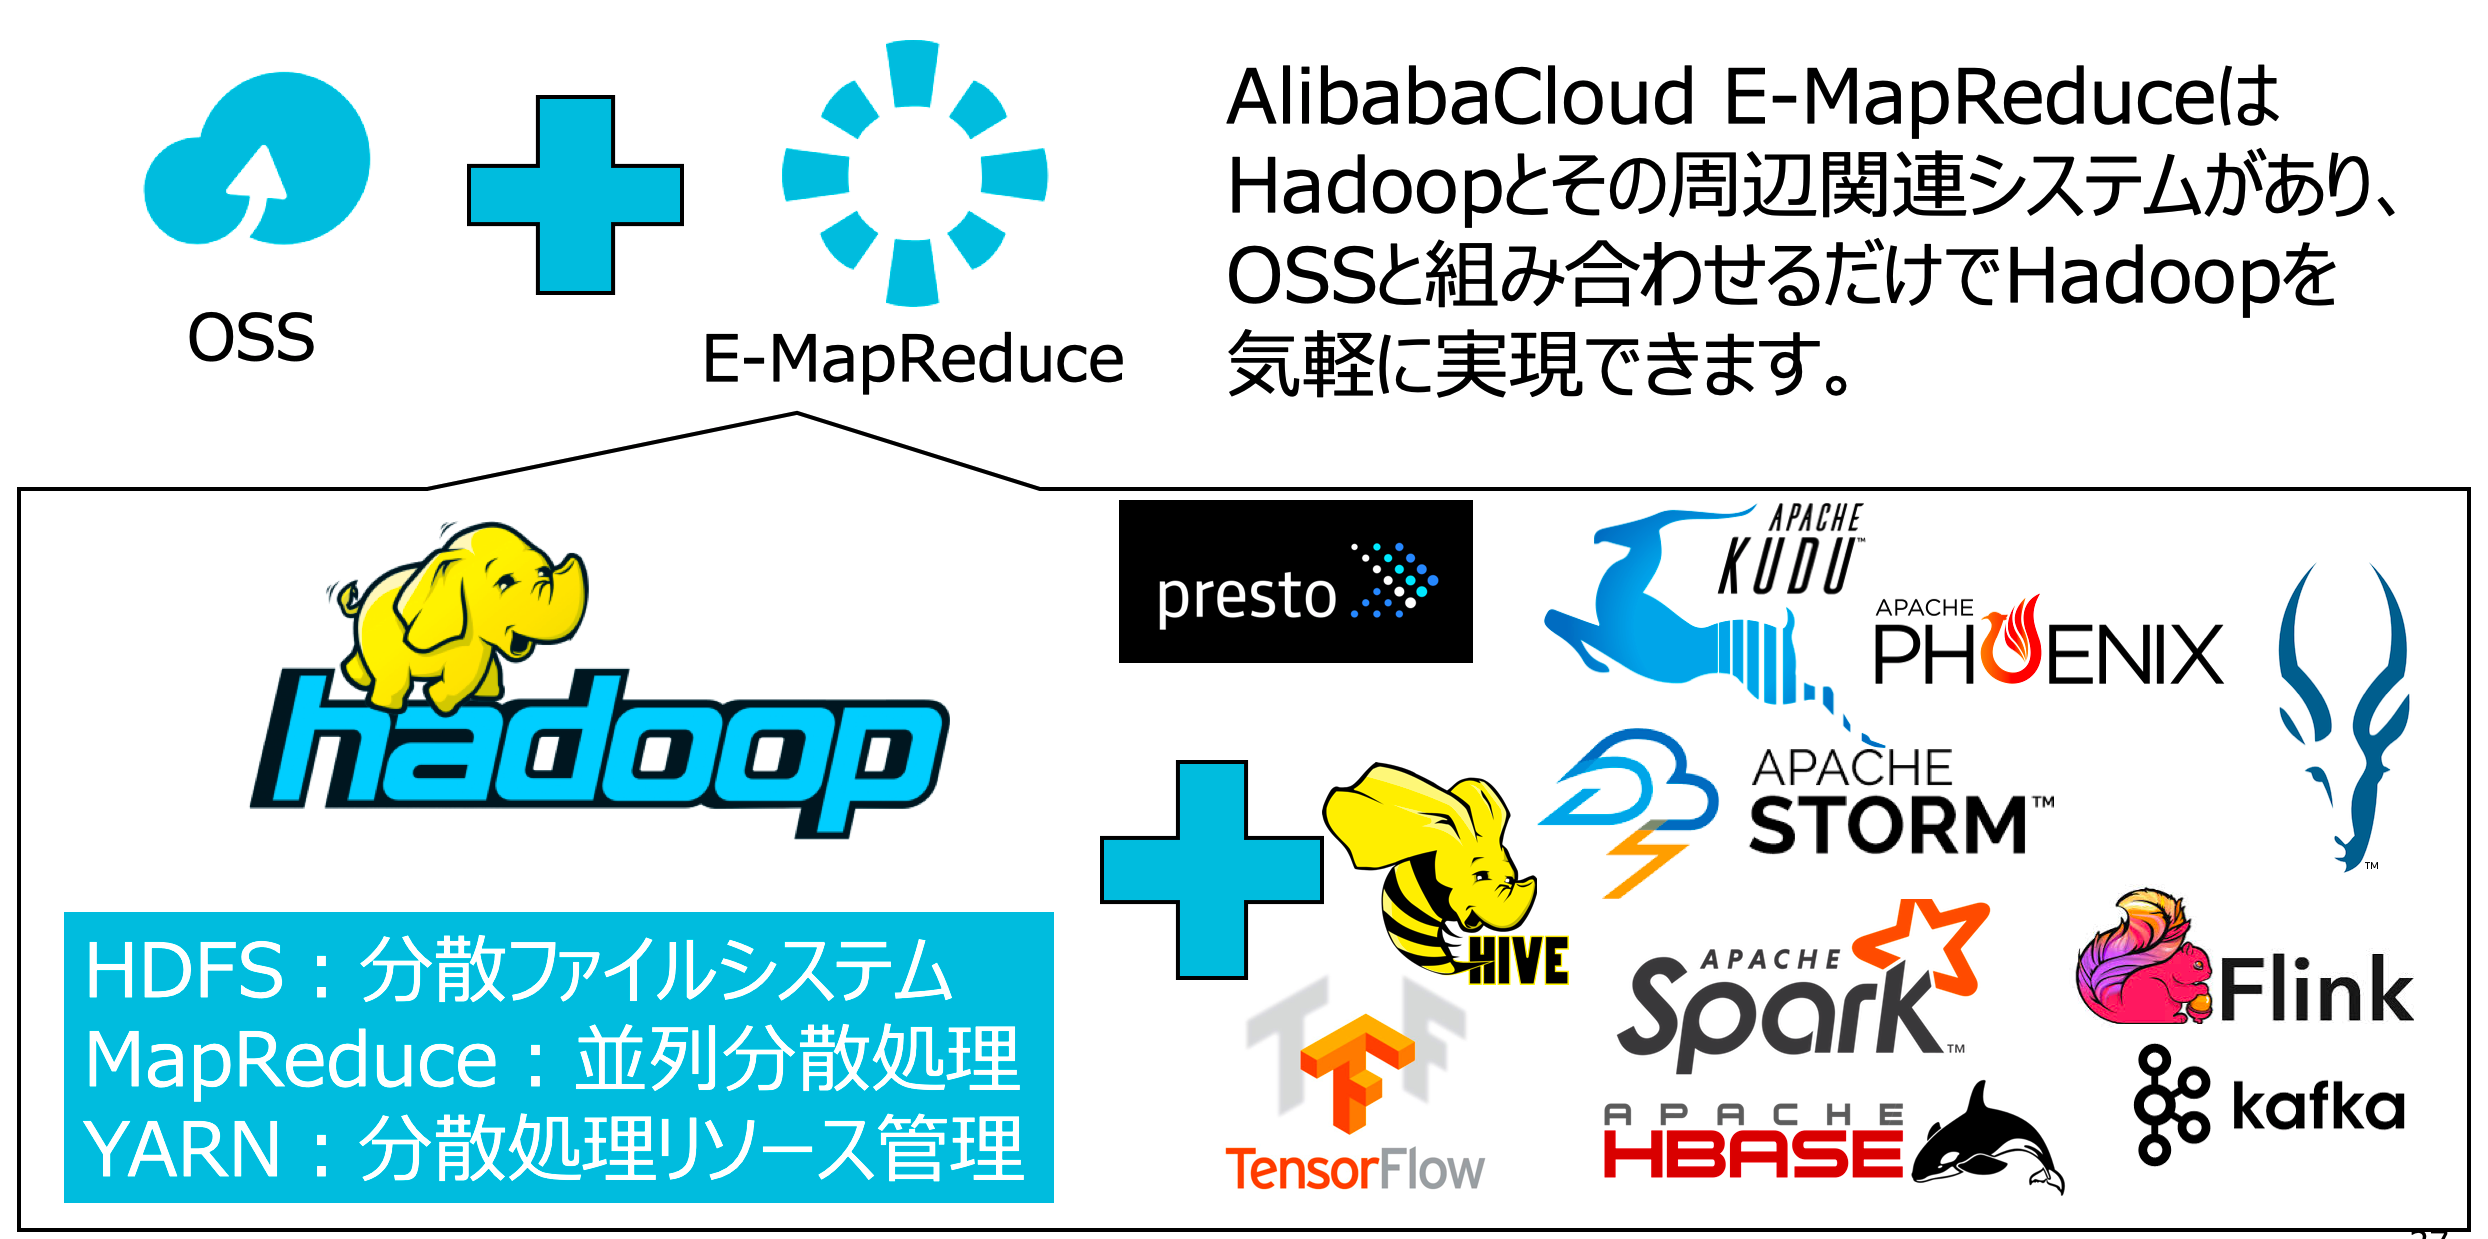 OSS
E-MapReduce
AlibabaCloud E-MapReduceは
Hadoopとその周辺関連システムがあり、
OSSと組み合わせるだけでHadoopを
気軽に実現できます。
hadoop
HDFS：分散ファイルシステム
MapReduce：並列分散処理
YARN：分散処理リソース管理
presto
APACHE
KUDU™
APACHE
PHOENIX
™
APACHE
STORM™
HIVE
TensorFlow
APACHE
Spark™
Flink
APACHE
HBASE
kafka